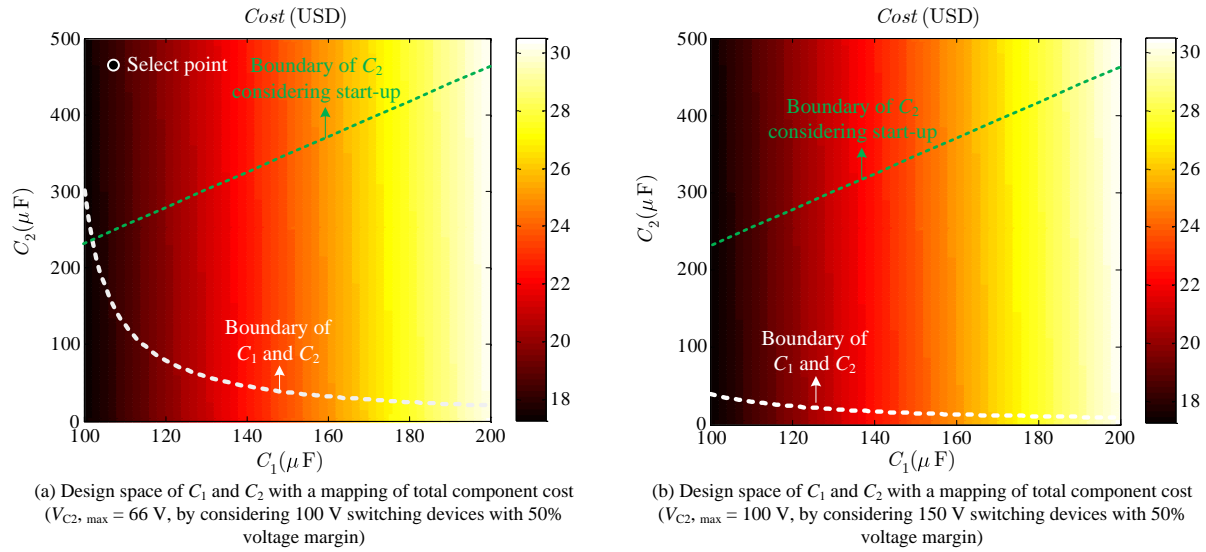 Cost (USD)
500
400
300
200
100
0
C₂(μ F)
Select point
Boundary of C₂
considering start-up
Boundary of
C₁ and C₂
100
120
140
160
180
200
C₁(μ F)
30
28
26
24
22
20
18
(a) Design space of C₁ and C₂ with a mapping of total component cost
(V_C2, max = 66 V, by considering 100 V switching devices with 50%
voltage margin)
Cost (USD)
500
400
300
200
100
0
C₂(μ F)
Boundary of C₂
considering start-up
Boundary of
C₁ and C₂
100
120
140
160
180
200
C₁(μ F)
30
28
26
24
22
20
18
(b) Design space of C₁ and C₂ with a mapping of total component cost
(V_C2, max = 100 V, by considering 150 V switching devices with 50%
voltage margin)